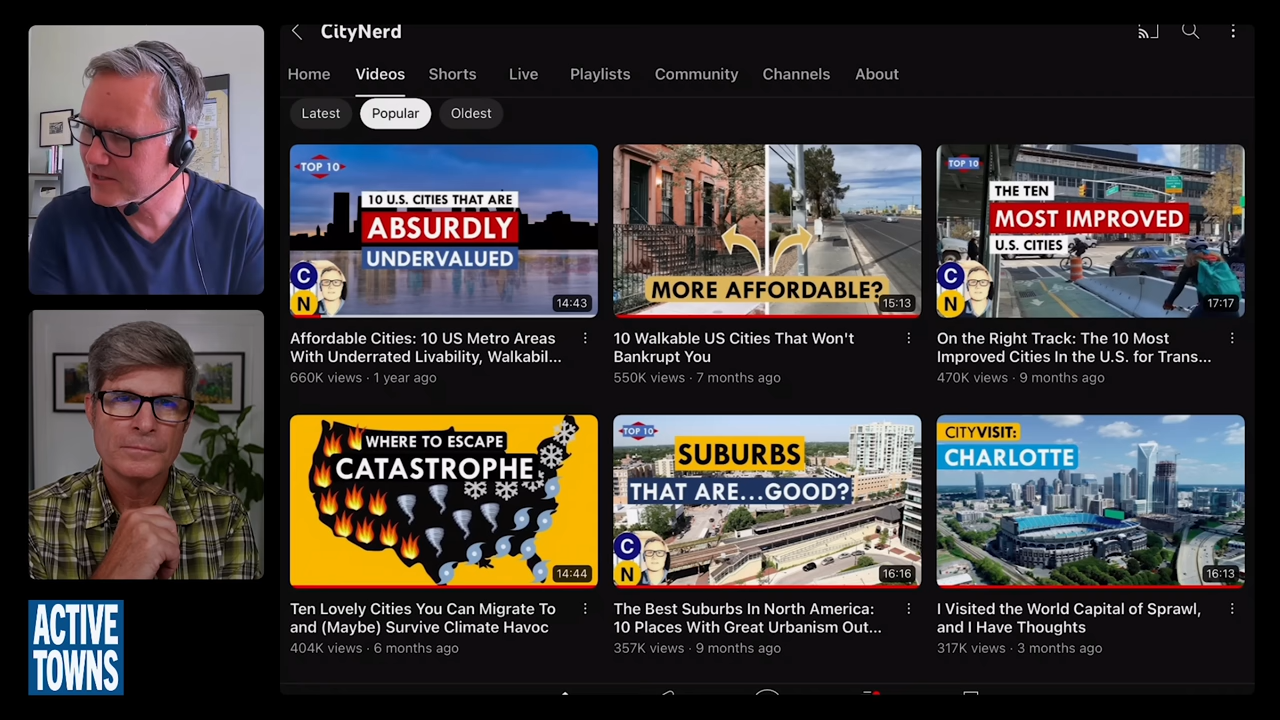 CityNerd
Home Videos Shorts Live Playlists Community Channels About
Latest Popular Oldest
TOP 10
10 U.S. CITIES THAT ARE
ABSURDLY
UNDERVALUED
C
N
14:43
Affordable Cities: 10 US Metro Areas
With Underrated Livability, Walkabil...
660K views · 1 year ago
MORE AFFORDABLE?
15:13
10 Walkable US Cities That Won't
Bankrupt You
550K views · 7 months ago
TOP 10
THE TEN
MOST IMPROVED
U.S. CITIES
C
N
17:17
On the Right Track: The 10 Most
Improved Cities In the U.S. for Trans...
470K views · 9 months ago
WHERE TO ESCAPE
CATASTROPHE
14:44
Ten Lovely Cities You Can Migrate To
and (Maybe) Survive Climate Havoc
404K views · 6 months ago
TOP 10
SUBURBS
THAT ARE...GOOD?
C
N
16:16
The Best Suburbs In North America:
10 Places With Great Urbanism Out...
357K views · 9 months ago
CITYVISIT:
CHARLOTTE
16:13
I Visited the World Capital of Sprawl,
and I Have Thoughts
317K views · 3 months ago
ACTIVE
TOWNS